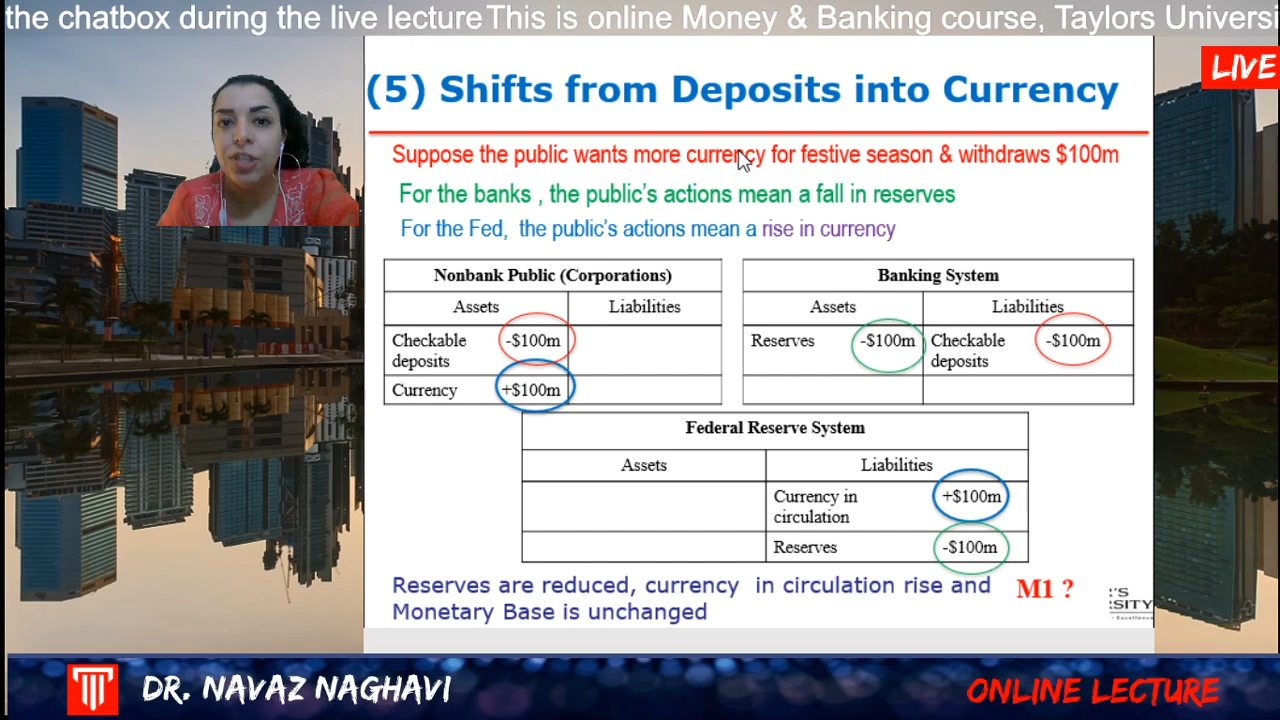 the chatbox during the live lecture This is online Money & Banking course, Taylors Universi
LIVE
(5) Shifts from Deposits into Currency
Suppose the public wants more currency for festive season & withdraws $100m
For the banks , the public's actions mean a fall in reserves
For the Fed, the public's actions mean a rise in currency
Nonbank Public (Corporations)
Assets Liabilities
Checkable deposits -$100m
Currency +$100m
Banking System
Assets Liabilities
Reserves -$100m Checkable deposits -$100m
Federal Reserve System
Assets Liabilities
Currency in circulation +$100m
Reserves -$100m
Reserves are reduced, currency in circulation rise and
Monetary Base is unchanged
M1 ?
DR. NAVAZ NAGHAVI
ONLINE LECTURE